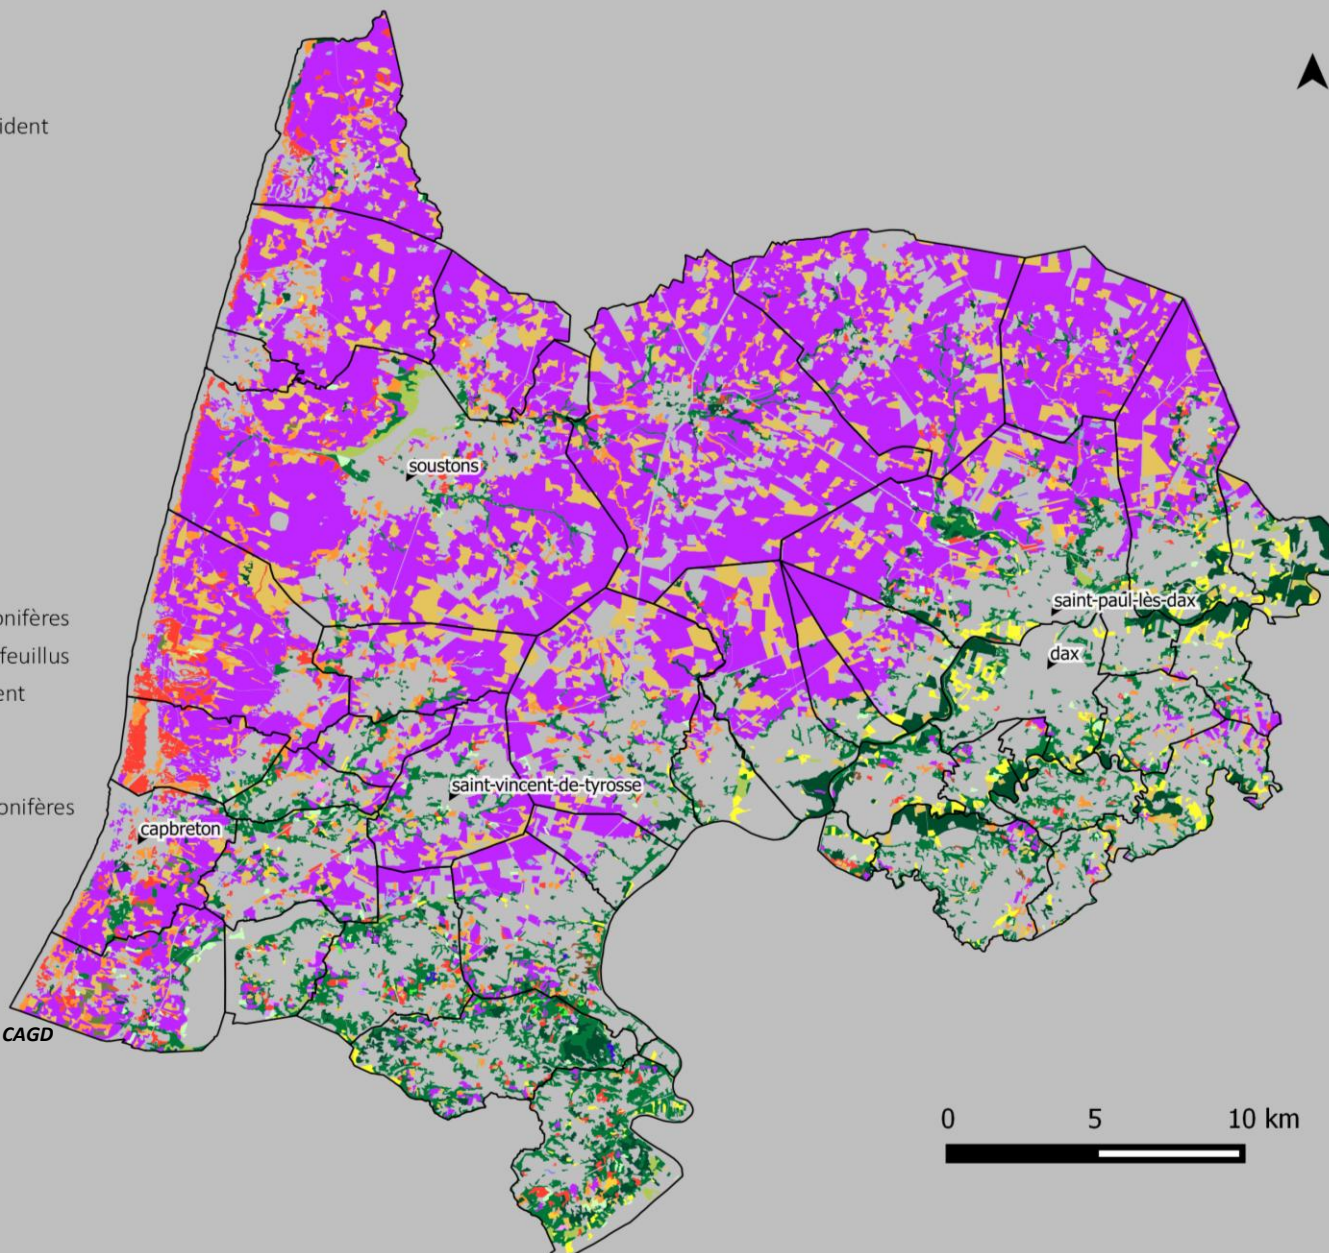 ident
soustons
onifères
saint-paul-lès-dax
feuillus
dax
ent
saint-vincent-de-tyrosse
onifères
capbreton
CAGD
0 5 10 km